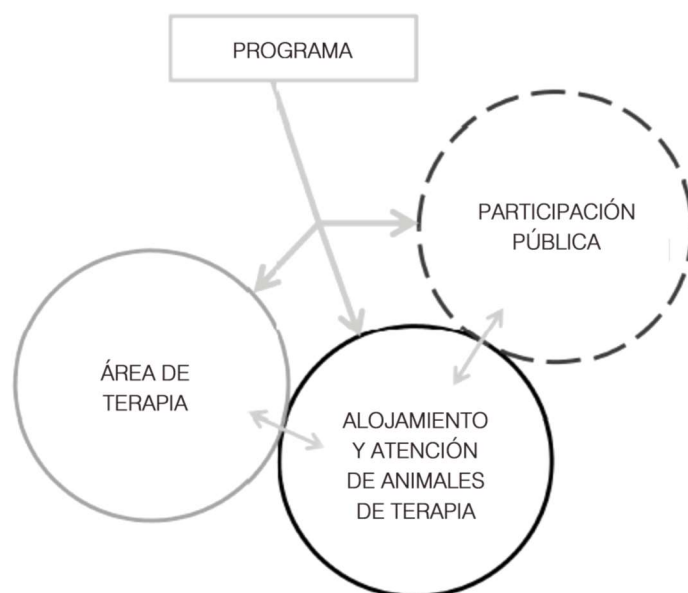 PROGRAMA
PARTICIPACIÓN
PÚBLICA
ÁREA DE
TERAPIA
ALOJAMIENTO
Y ATENCIÓN
DE ANIMALES
DE TERAPIA